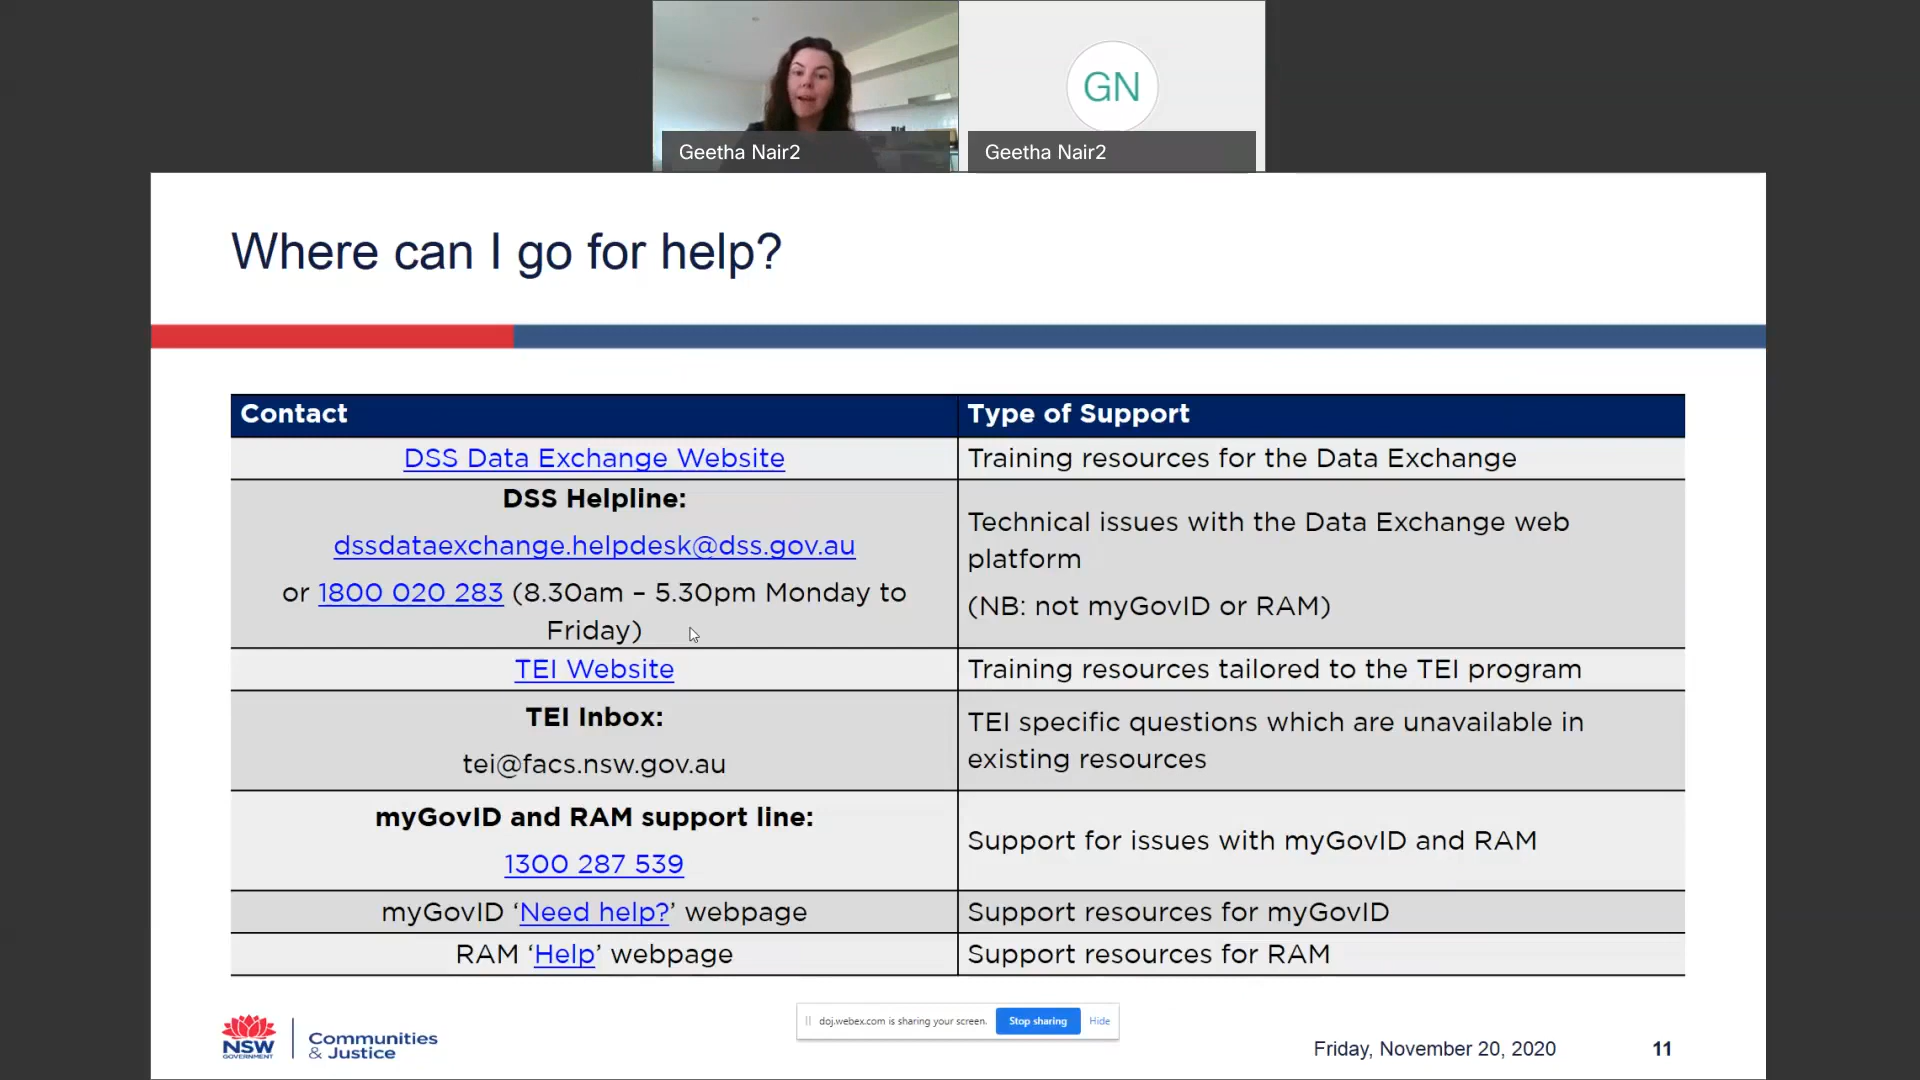 GN
Geetha Nair2
Geetha Nair2
Where can I go for help?
Contact
Type of Support
DSS Data Exchange Website
Training resources for the Data Exchange
DSS Helpline:
dssdataexchange.helpdesk@dss.gov.au
or 1800 020 283 (8.30am – 5.30pm Monday to
Friday)
Technical issues with the Data Exchange web
platform
(NB: not myGovID or RAM)
TEI Website
Training resources tailored to the TEI program
TEI Inbox:
tei@facs.nsw.gov.au
TEI specific questions which are unavailable in
existing resources
myGovID and RAM support line:
1300 287 539
Support for issues with myGovID and RAM
myGovID ‘Need help?’ webpage
Support resources for myGovID
RAM ‘Help’ webpage
Support resources for RAM
NSW
GOVERNMENT
Communities
& Justice
doj.webex.com is sharing your screen.
Stop sharing
Hide
Friday, November 20, 2020
11